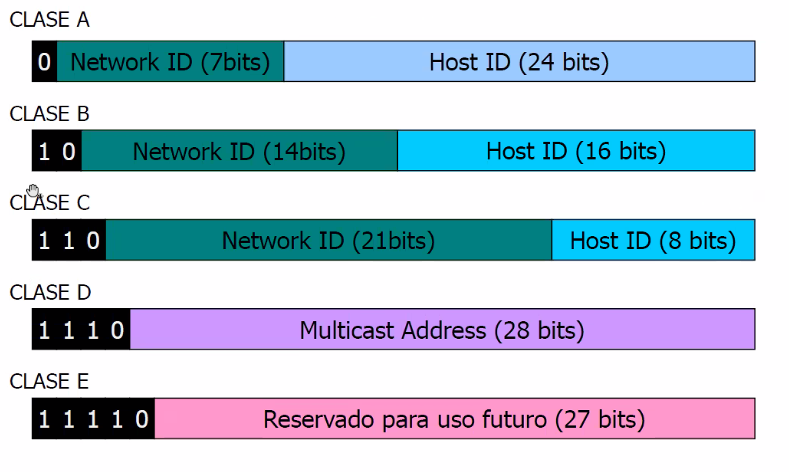 CLASE A
0 Network ID (7bits) Host ID (24 bits)
CLASE B
1 0 Network ID (14bits) Host ID (16 bits)
CLASE C
1 1 0 Network ID (21bits) Host ID (8 bits)
CLASE D
1 1 1 0 Multicast Address (28 bits)
CLASE E
1 1 1 1 0 Reservado para uso futuro (27 bits)